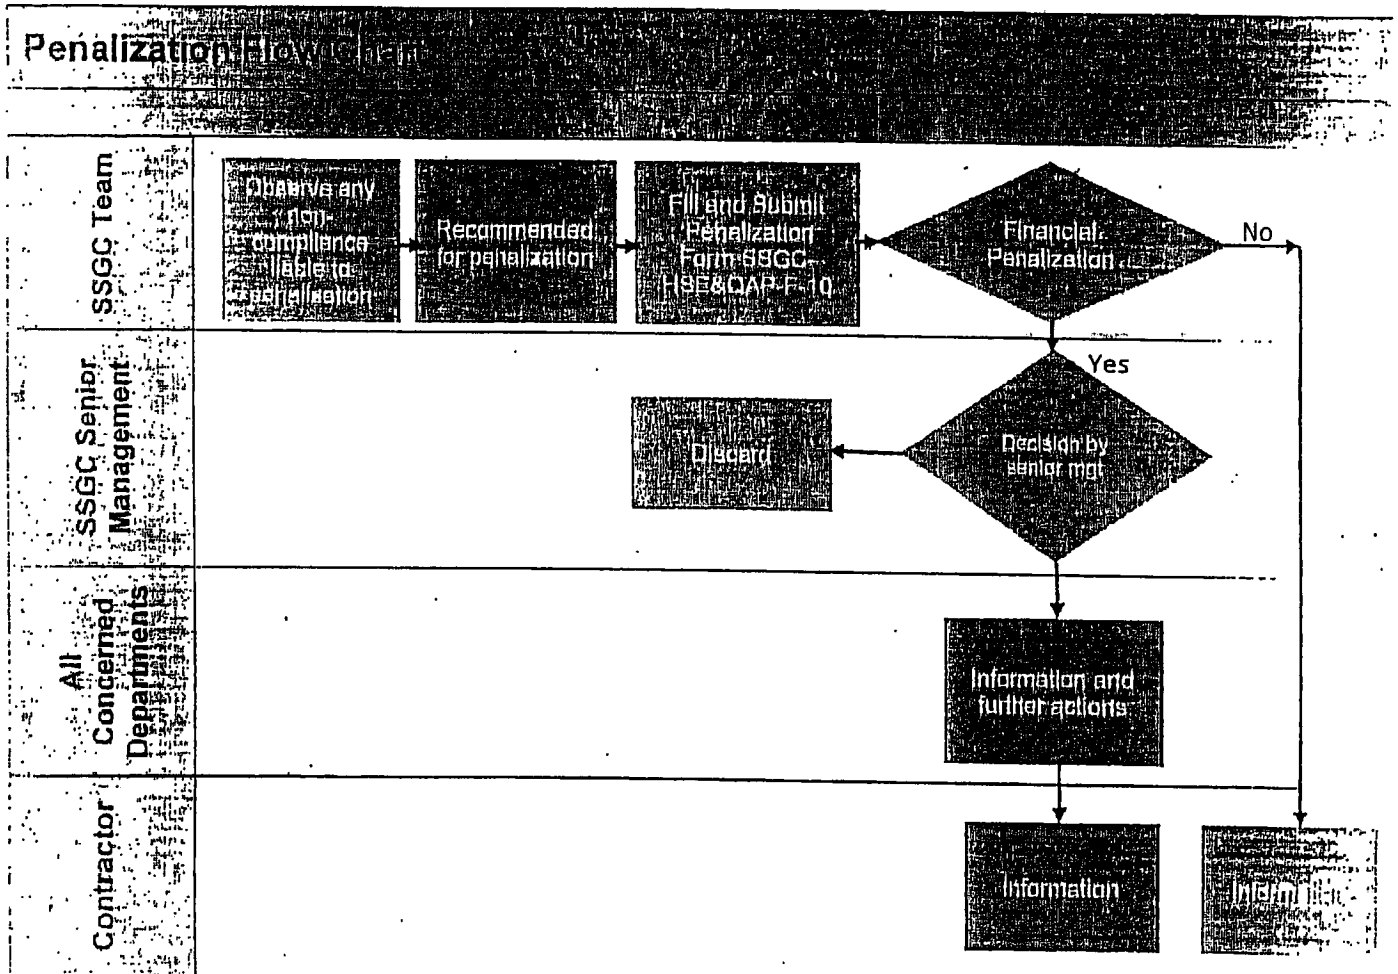 Penalization Flow Chart
SSGC Team
Observe any
non-
compliance
liable to
penalization
Recommended
for penalization
Fill and Submit
Penalization
Form-SSGC-
HSE&QAP-F-10
Financial
Penalization
No
SSGC Senior
Management
Yes
Discard
Decision by
senior mgt
All
Concerned
Departments
Information and
further actions
Contractor
Information